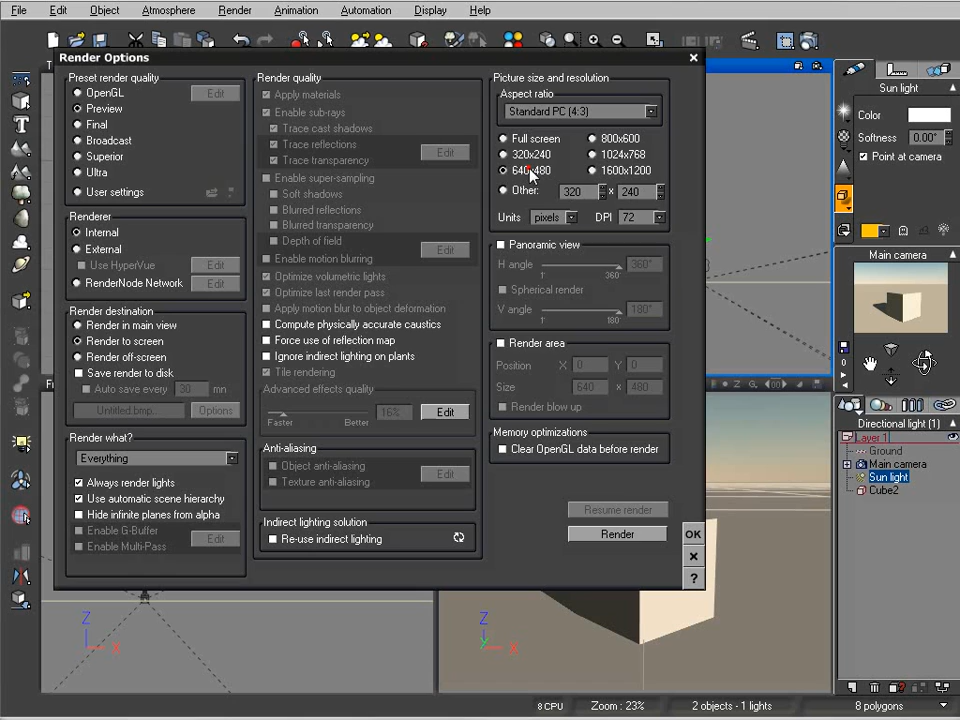 File Edit Object Atmosphere Render Animation Automation Display Help
Render Options
Preset render quality
OpenGL Edit
Preview
Final
Broadcast
Superior
Ultra
User settings
Renderer
Internal
External
Use HyperVue Edit
RenderNode Network Edit
Render destination
Render in main view
Render to screen
Render off-screen
Save render to disk
Auto save every 30 mn
Untitled.bmp... Options
Render what?
Everything
Always render lights
Use automatic scene hierarchy
Hide infinite planes from alpha
Enable G-Buffer Edit
Enable Multi-Pass
Render quality
Apply materials
Enable sub-rays
Trace cast shadows
Trace reflections Edit
Trace transparency
Enable super-sampling
Soft shadows
Blurred reflections
Blurred transparency
Depth of field Edit
Enable motion blurring
Optimize volumetric lights
Optimize last render pass
Apply motion blur to object deformation
Compute physically accurate caustics
Force use of reflection map
Ignore indirect lighting on plants
Tile rendering
Advanced effects quality
16% Edit
Faster Better
Anti-aliasing
Object anti-aliasing Edit
Texture anti-aliasing
Indirect lighting solution
Re-use indirect lighting
Picture size and resolution
Aspect ratio
Standard PC (4:3)
Full screen 800x600
320x240 1024x768
640x480 1600x1200
Other: 320 x 240
Units pixels DPI 72
Panoramic view
H angle 360°
1° 360°
Spherical render
V angle 180°
1° 180°
Render area
Position X 0 Y 0
Size 640 x 480
Render blow up
Memory optimizations
Clear OpenGL data before render
Resume render
Render OK
?
Sun light
Color
Softness 0.00°
Point at camera
Main camera
0
Directional light (1)
Layer 1
Ground
Main camera
Sun light
Cube2
Z
X
Z
Y
X
8 CPU Zoom : 23% 2 objects - 1 lights 8 polygons